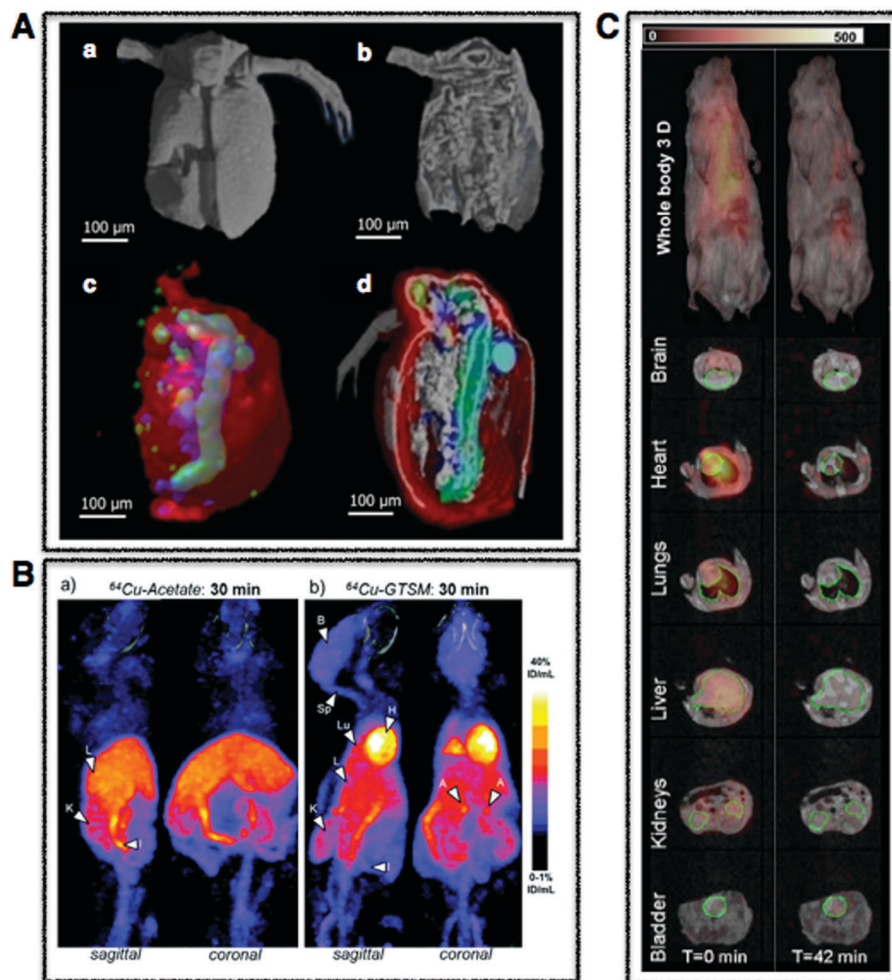 A
a
b
100 µm
100 µm
c
d
100 µm
100 µm
B
a)
⁶⁴Cu-Acetate: 30 min
L
K
I
sagittal
coronal
b)
⁶⁴Cu-GTSM: 30 min
B
Sp
Lu
H
L
A
A
K
I
sagittal
coronal
40%
ID/mL
0-1%
ID/mL
C
0
500
Whole body 3 D
Brain
Heart
Lungs
Liver
Kidneys
Bladder
T=0 min
T=42 min